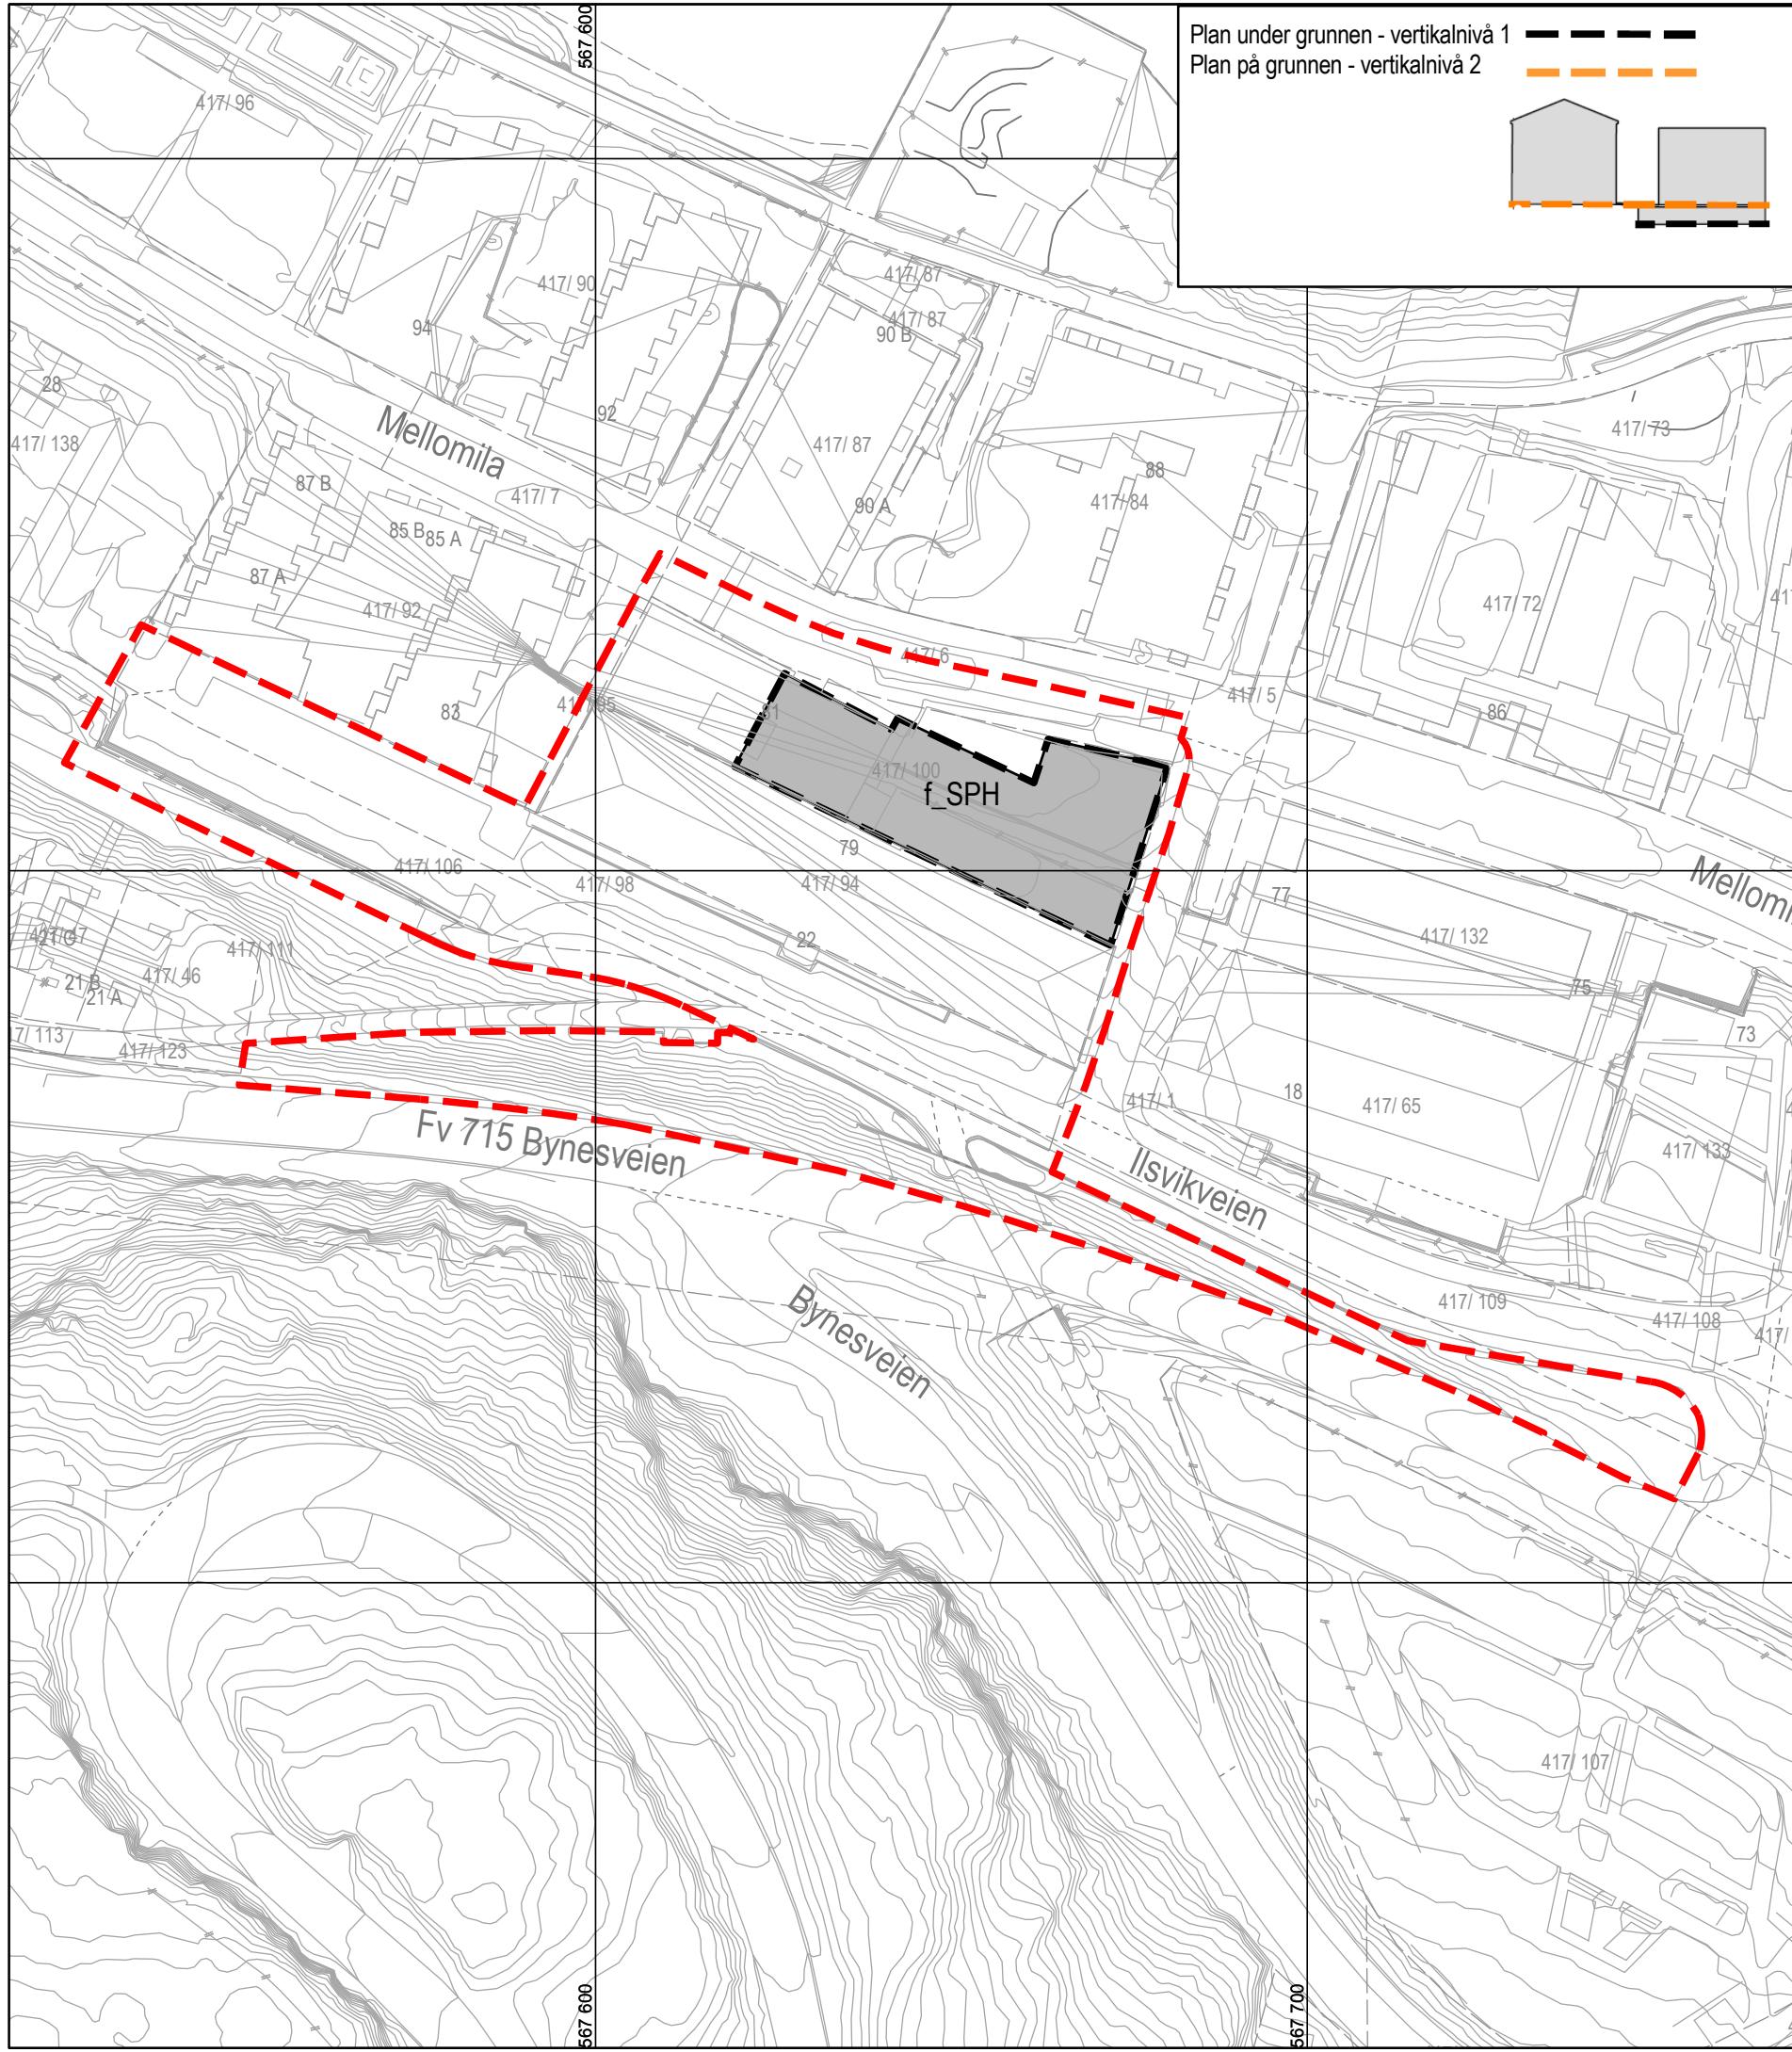 567 600
Plan under grunnen - vertikalnivå 1
Plan på grunnen - vertikalnivå 2
417/ 96
417/ 90
417/ 87
417/ 87
90 B
94
28
92
Mellomila
417/ 138
417/ 87
417/ 73
88
87 B
417/ 7
417/ 84
90 A
85 B
85 A
87 A
417/ 92
417/ 72
417/ 6
417/ 5
83
86
417/ 100
f_SPH
79
417/ 106
417/ 98
417/ 94
77
417/ 132
22
417/ 111
417/ 46
21 B
21 A
75
73
17/ 113
417/ 123
18
417/ 1
417/ 65
417/ 133
Fv 715 Bynesveien
Ilsvikveien
Bynesveien
417/ 109
417/ 108
417/
417/ 107
567 600
567 700